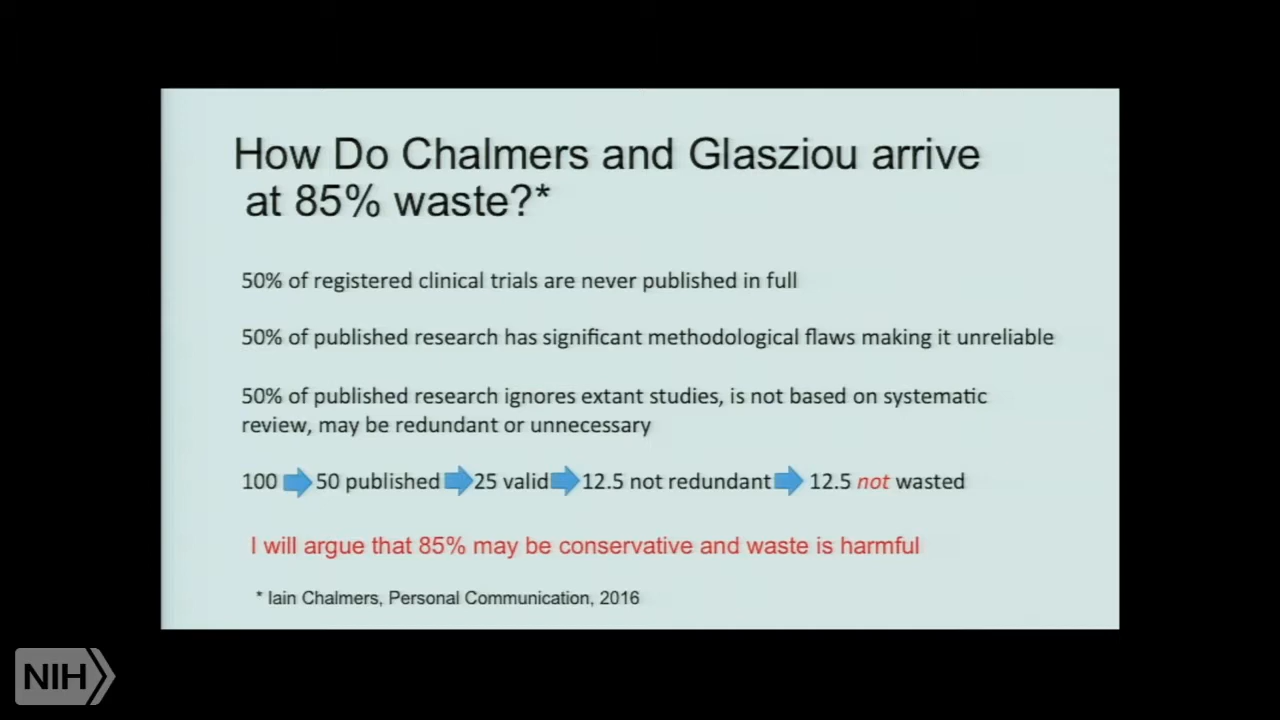 How Do Chalmers and Glasziou arrive
at 85% waste?*
50% of registered clinical trials are never published in full
50% of published research has significant methodological flaws making it unreliable
50% of published research ignores extant studies, is not based on systematic
review, may be redundant or unnecessary
100 50 published 25 valid 12.5 not redundant 12.5 not wasted
I will argue that 85% may be conservative and waste is harmful
* Iain Chalmers, Personal Communication, 2016
NIH